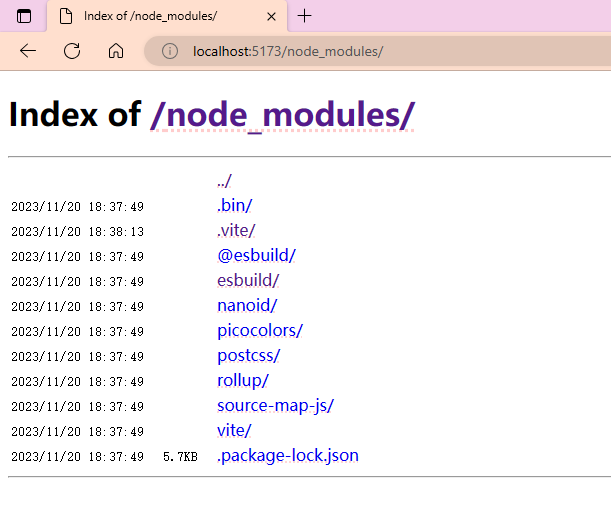 Index of /node_modules/
localhost:5173/node_modules/
Index of /node_modules/
../
2023/11/20 18:37:49 .bin/
2023/11/20 18:38:13 .vite/
2023/11/20 18:37:49 @esbuild/
2023/11/20 18:37:49 esbuild/
2023/11/20 18:37:49 nanoid/
2023/11/20 18:37:49 picocolors/
2023/11/20 18:37:49 postcss/
2023/11/20 18:37:49 rollup/
2023/11/20 18:37:49 source-map-js/
2023/11/20 18:37:49 vite/
2023/11/20 18:37:49 5.7KB .package-lock.json